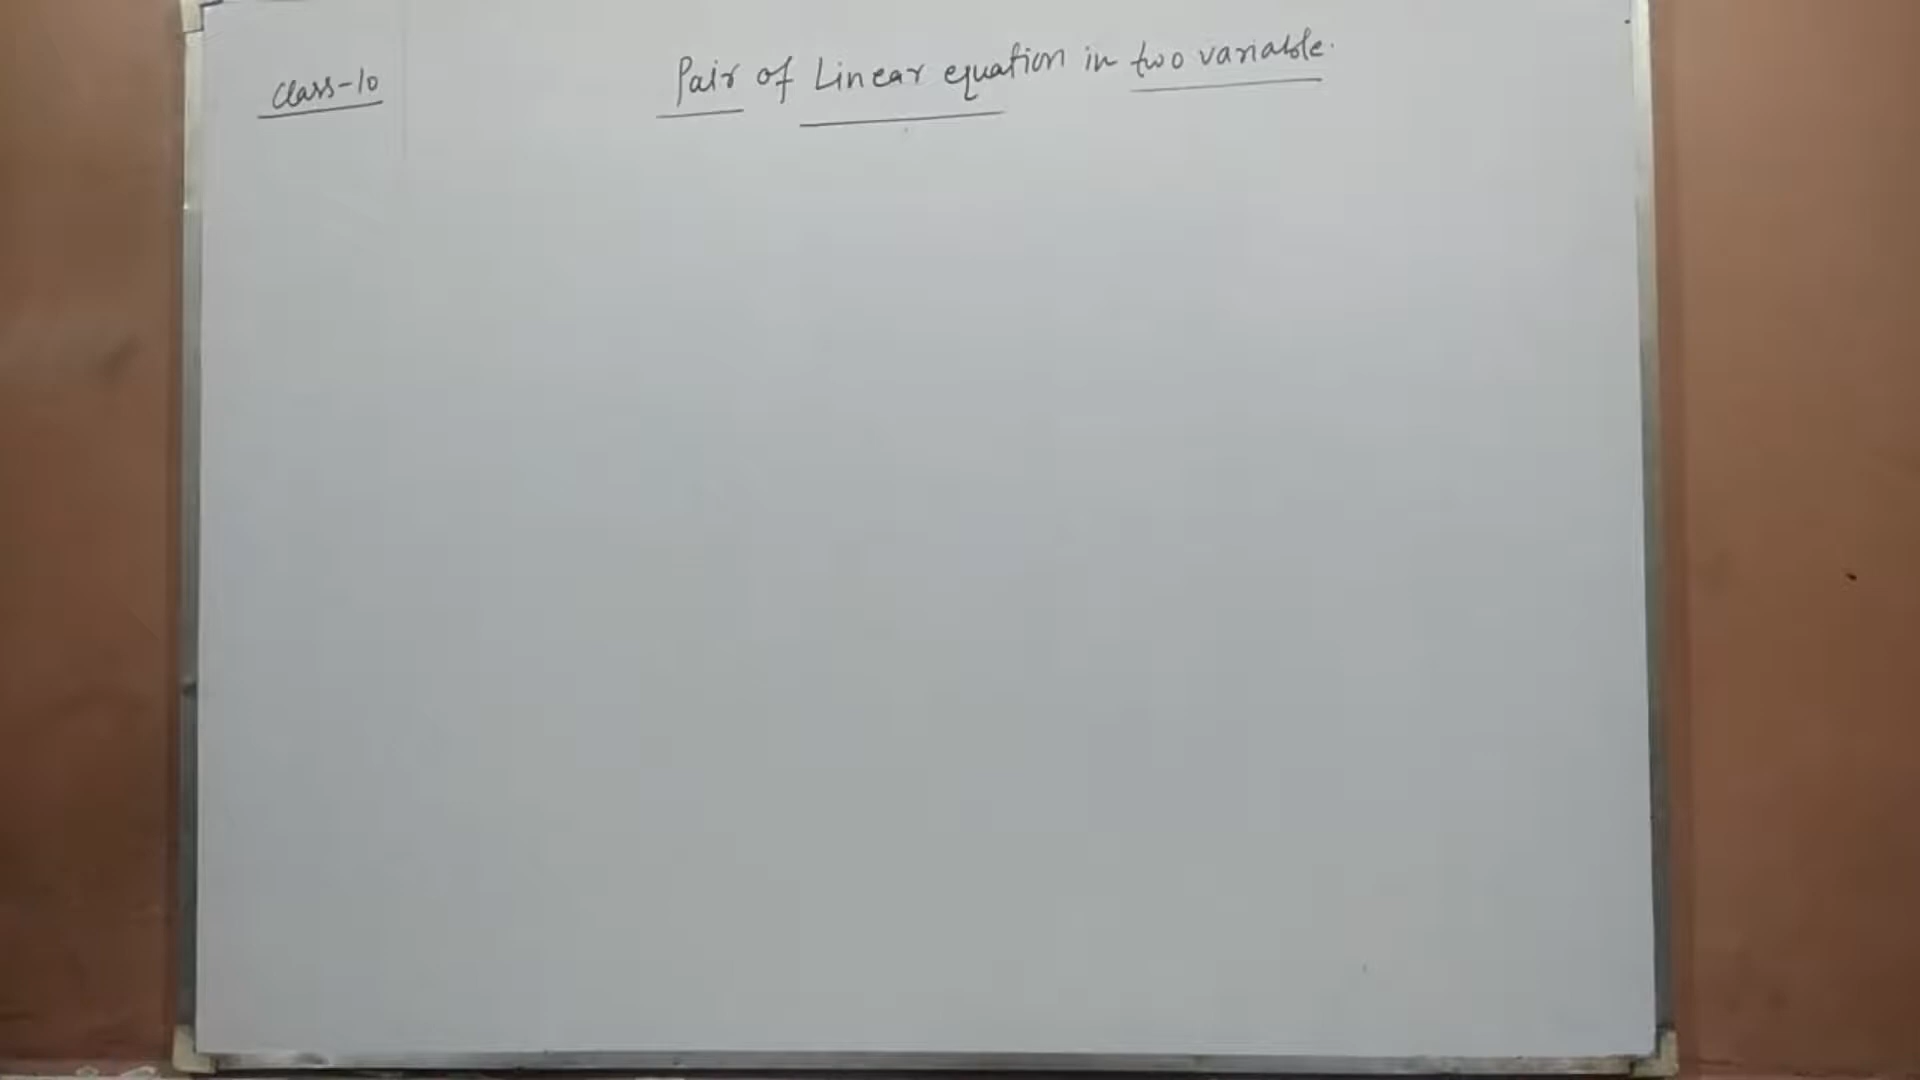 Class-10
Pair of Linear equation in two variable.